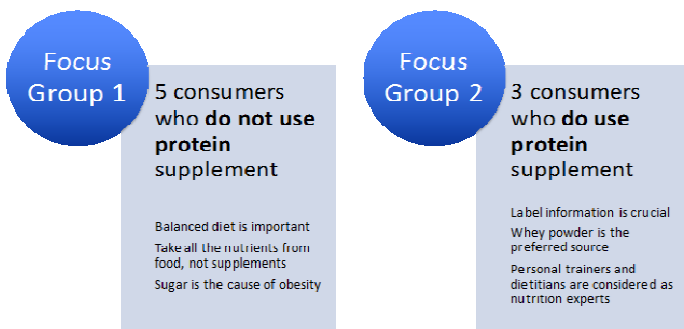 Focus
Group 1
5 consumers
who do not use
protein
supplement
Balanced diet is important
Take all the nutrients from
food, not supplements
Sugar is the cause of obesity
Focus
Group 2
3 consumers
who do use
protein
supplement
Label information is crucial
Whey powder is the
preferred source
Personal trainers and
dietitians are considered as
nutrition experts